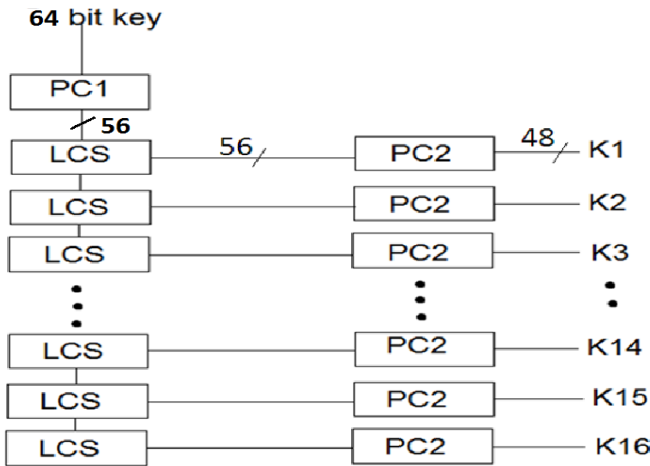 64 bit key
PC1
56
LCS 56 PC2 48 K1
LCS PC2 K2
LCS PC2 K3
LCS PC2 K14
LCS PC2 K15
LCS PC2 K16